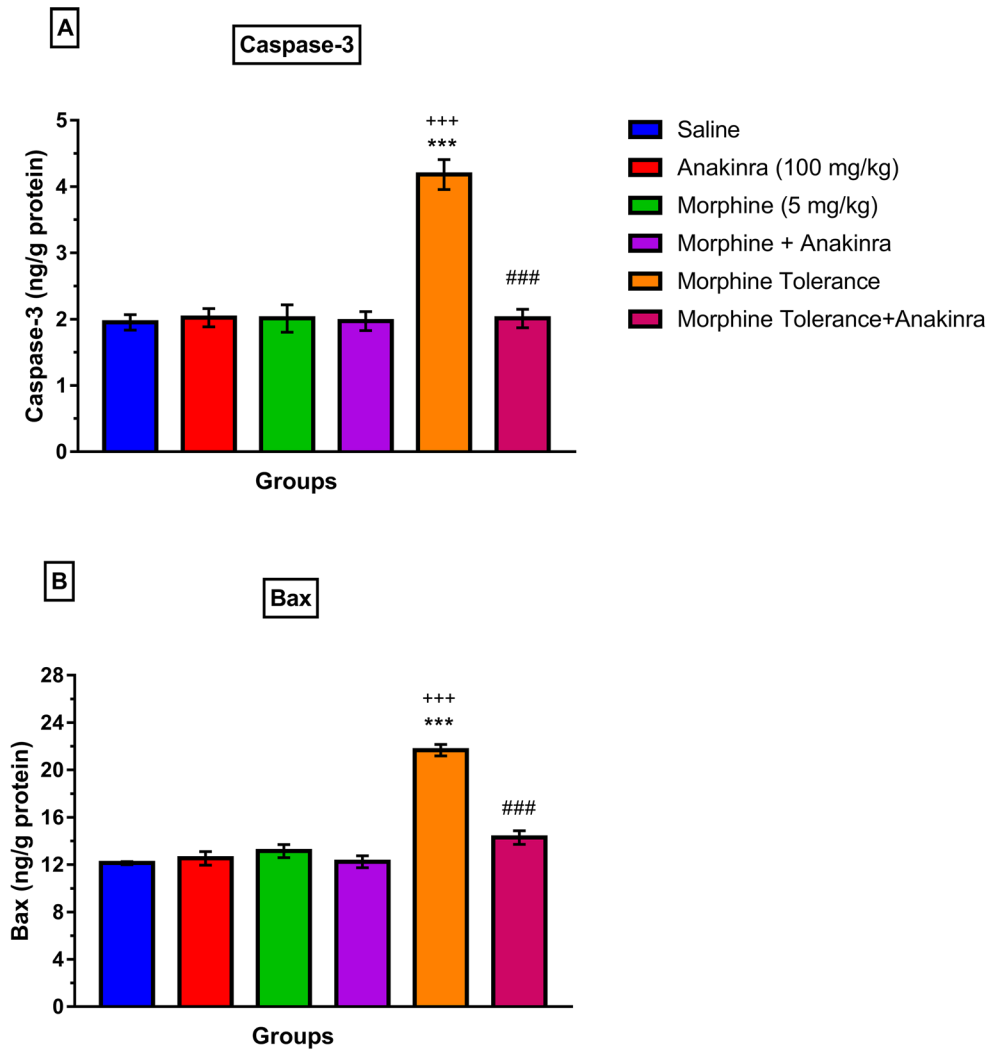 A
Caspase-3
Caspase-3 (ng/g protein)
5
4
3
2
1
0
+++
***
###
Groups
Saline
Anakinra (100 mg/kg)
Morphine (5 mg/kg)
Morphine + Anakinra
Morphine Tolerance
Morphine Tolerance+Anakinra
B
Bax
Bax (ng/g protein)
28
24
20
16
12
8
4
0
+++
***
###
Groups